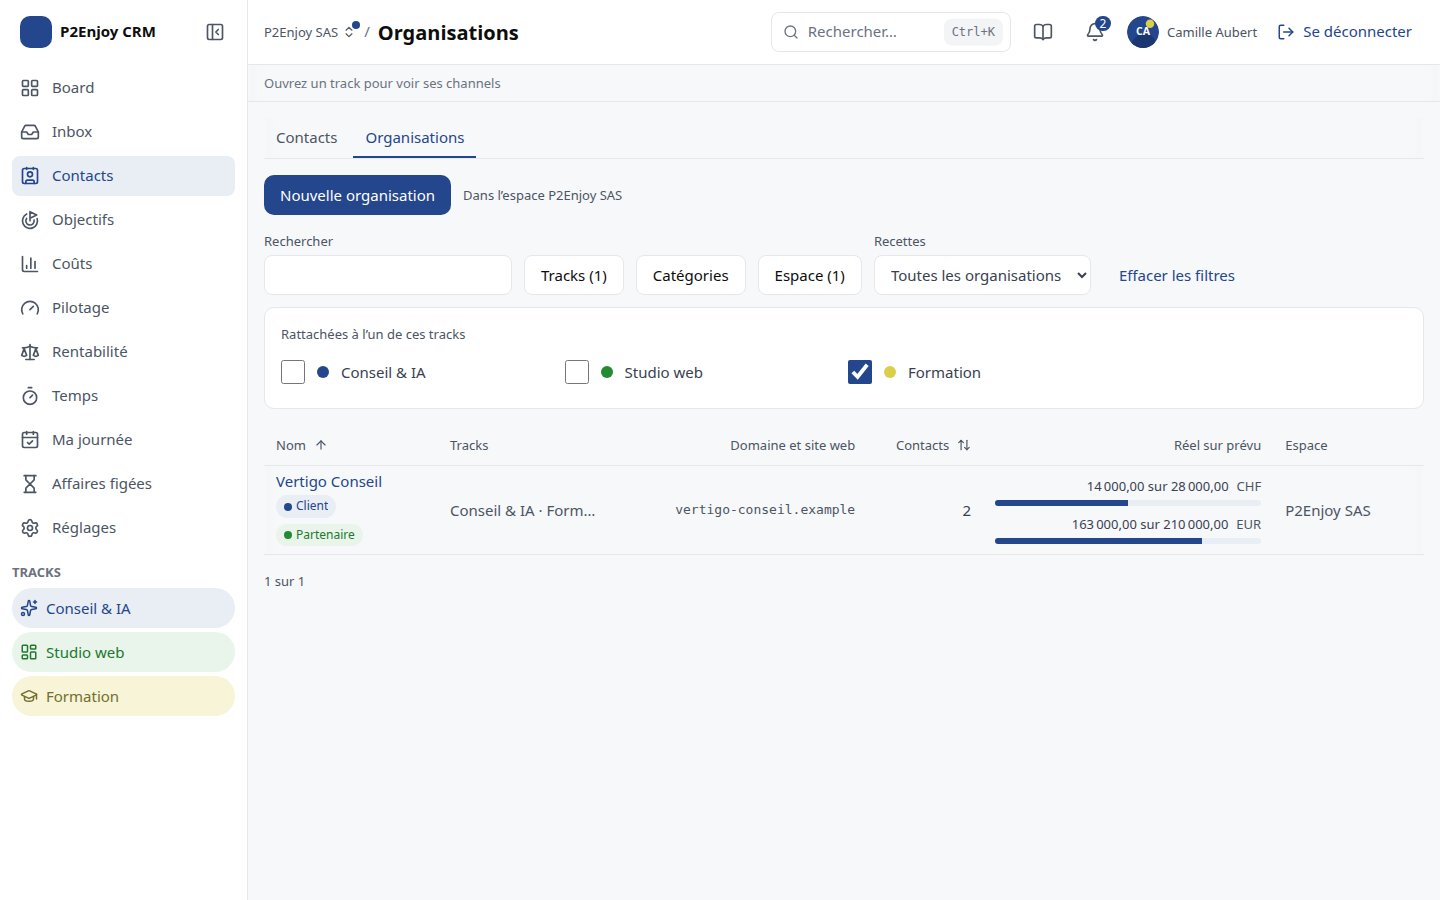 P2Enjoy CRM
Board
Inbox
Contacts
Objectifs
Coûts
Pilotage
Rentabilité
Temps
Ma journée
Affaires figées
Réglages
TRACKS
Conseil & IA
Studio web
Formation
P2Enjoy SAS / Organisations
Rechercher... Ctrl+K
2
CA Camille Aubert
Se déconnecter
Ouvrez un track pour voir ses channels
Contacts Organisations
Nouvelle organisation Dans l’espace P2Enjoy SAS
Rechercher Recettes
Tracks (1) Catégories Espace (1) Toutes les organisations Effacer les filtres
Rattachées à l’un de ces tracks
Conseil & IA Studio web Formation
Nom Tracks Domaine et site web Contacts Réel sur prévu Espace
Vertigo Conseil
Client
Partenaire
Conseil & IA · Form... vertigo-conseil.example 2
14 000,00 sur 28 000,00 CHF
163 000,00 sur 210 000,00 EUR
P2Enjoy SAS
1 sur 1